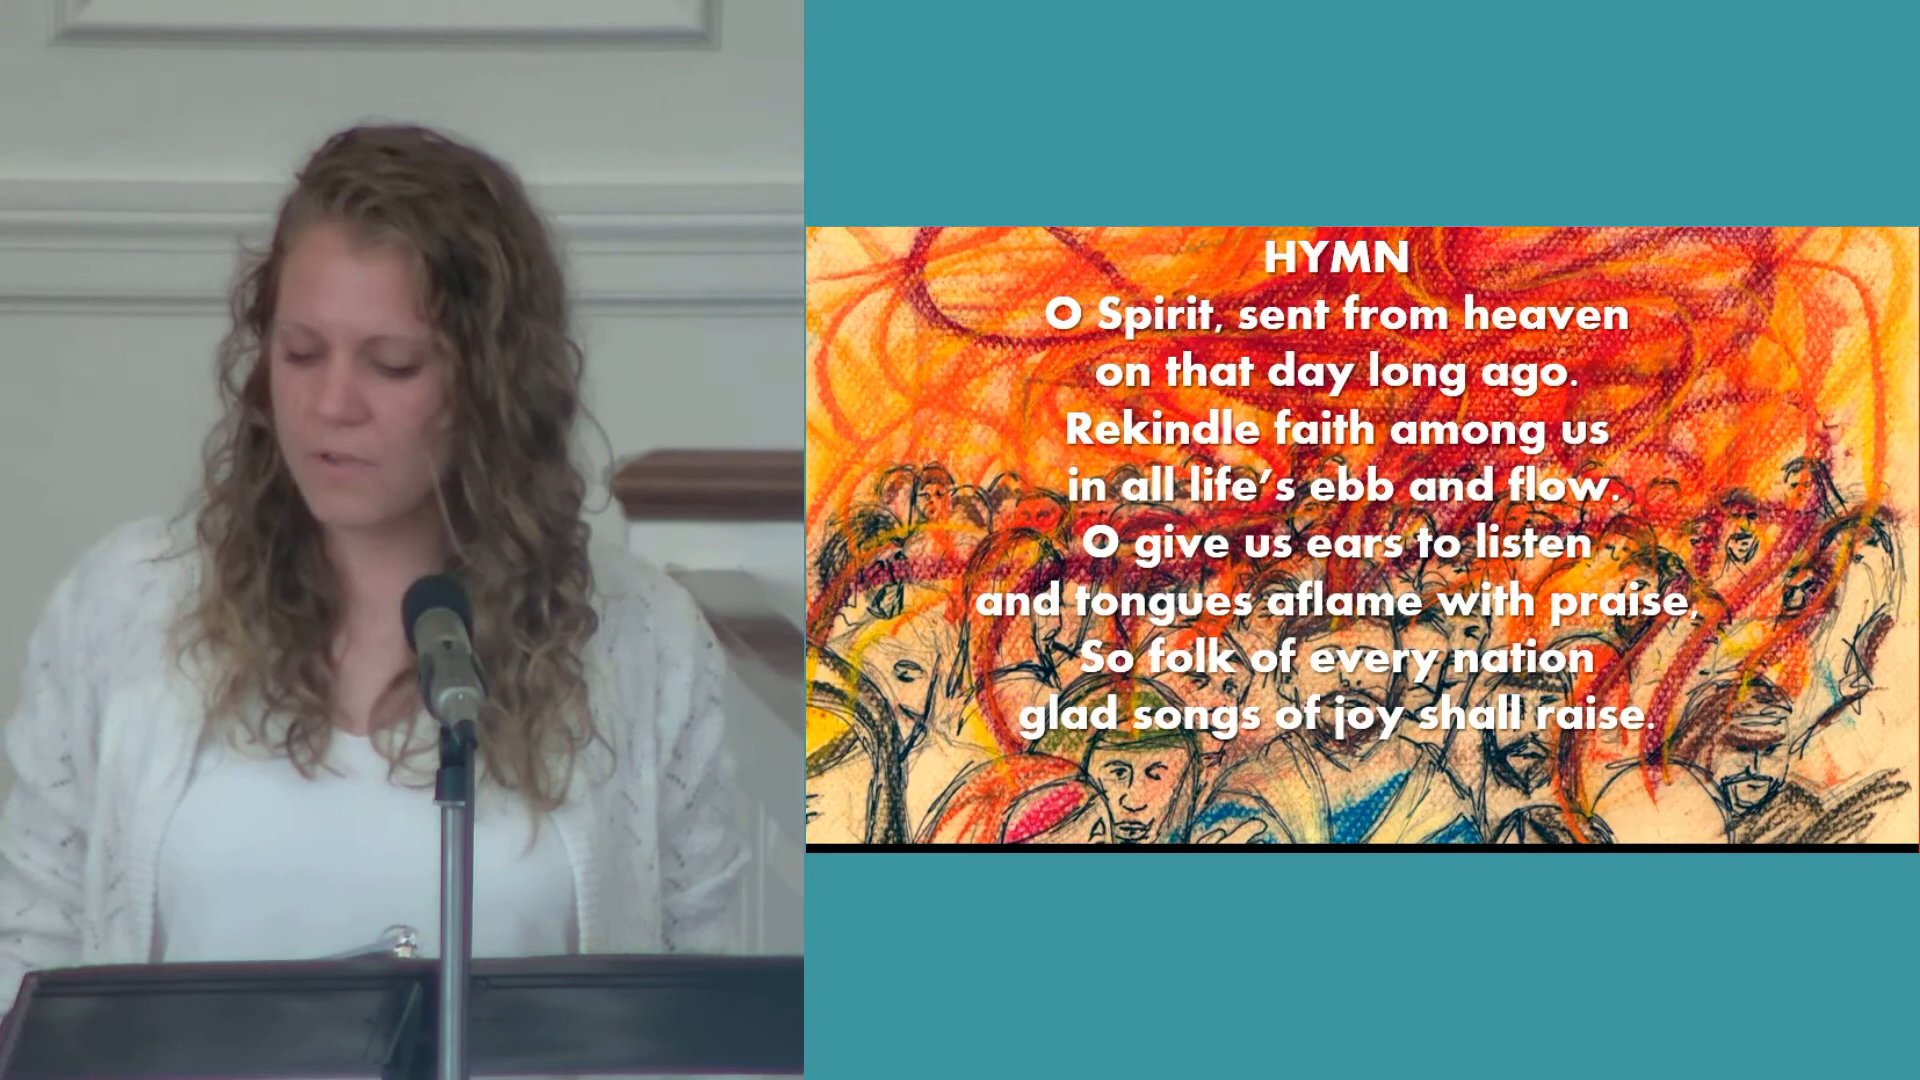 HYMN
O Spirit, sent from heaven
on that day long ago.
Rekindle faith among us
in all life's ebb and flow.
O give us ears to listen
and tongues aflame with praise,
So folk of every nation
glad songs of joy shall raise.